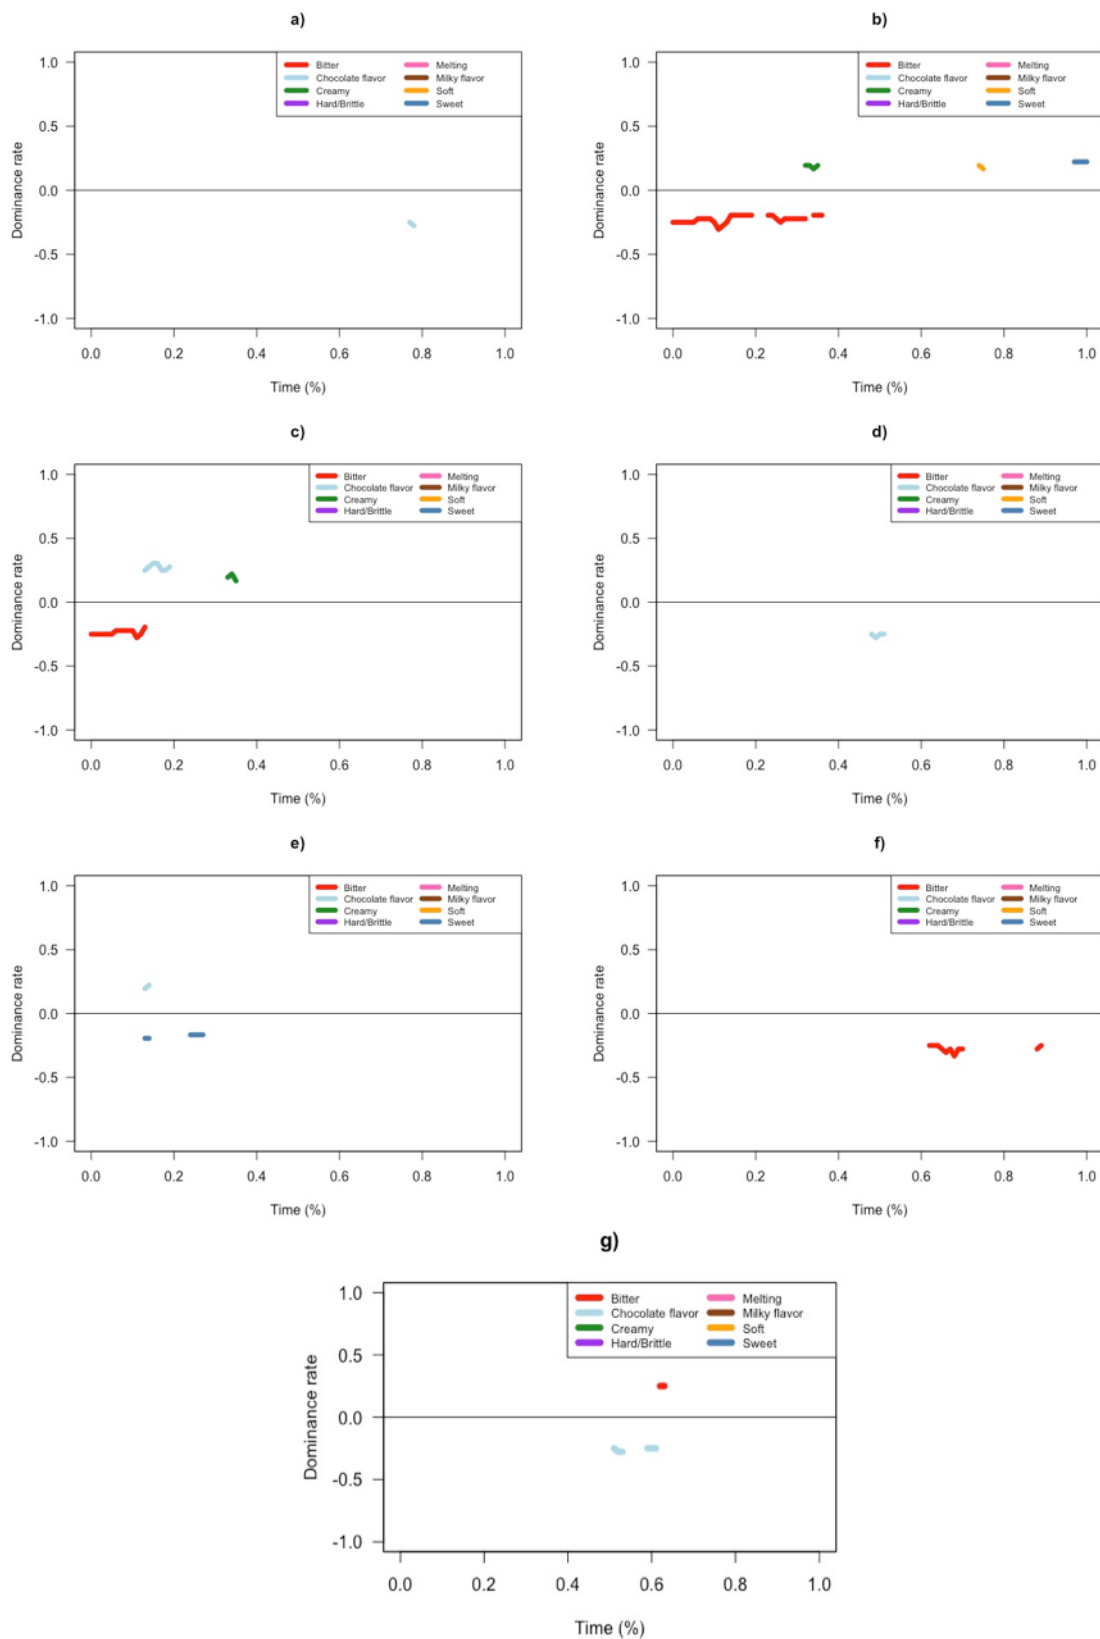 a)
Bitter Melting
Chocolate flavor Milky flavor
Creamy Soft
Hard/Brittle Sweet
1.0
0.5
0.0
-0.5
-1.0
Dominance rate
0.0 0.2 0.4 0.6 0.8 1.0
Time (%)
b)
Bitter Melting
Chocolate flavor Milky flavor
Creamy Soft
Hard/Brittle Sweet
1.0
0.5
0.0
-0.5
-1.0
Dominance rate
0.0 0.2 0.4 0.6 0.8 1.0
Time (%)
c)
Bitter Melting
Chocolate flavor Milky flavor
Creamy Soft
Hard/Brittle Sweet
1.0
0.5
0.0
-0.5
-1.0
Dominance rate
0.0 0.2 0.4 0.6 0.8 1.0
Time (%)
d)
Bitter Melting
Chocolate flavor Milky flavor
Creamy Soft
Hard/Brittle Sweet
1.0
0.5
0.0
-0.5
-1.0
Dominance rate
0.0 0.2 0.4 0.6 0.8 1.0
Time (%)
e)
Bitter Melting
Chocolate flavor Milky flavor
Creamy Soft
Hard/Brittle Sweet
1.0
0.5
0.0
-0.5
-1.0
Dominance rate
0.0 0.2 0.4 0.6 0.8 1.0
Time (%)
f)
Bitter Melting
Chocolate flavor Milky flavor
Creamy Soft
Hard/Brittle Sweet
1.0
0.5
0.0
-0.5
-1.0
Dominance rate
0.0 0.2 0.4 0.6 0.8 1.0
Time (%)
g)
Bitter Melting
Chocolate flavor Milky flavor
Creamy Soft
Hard/Brittle Sweet
1.0
0.5
0.0
-0.5
-1.0
Dominance rate
0.0 0.2 0.4 0.6 0.8 1.0
Time (%)